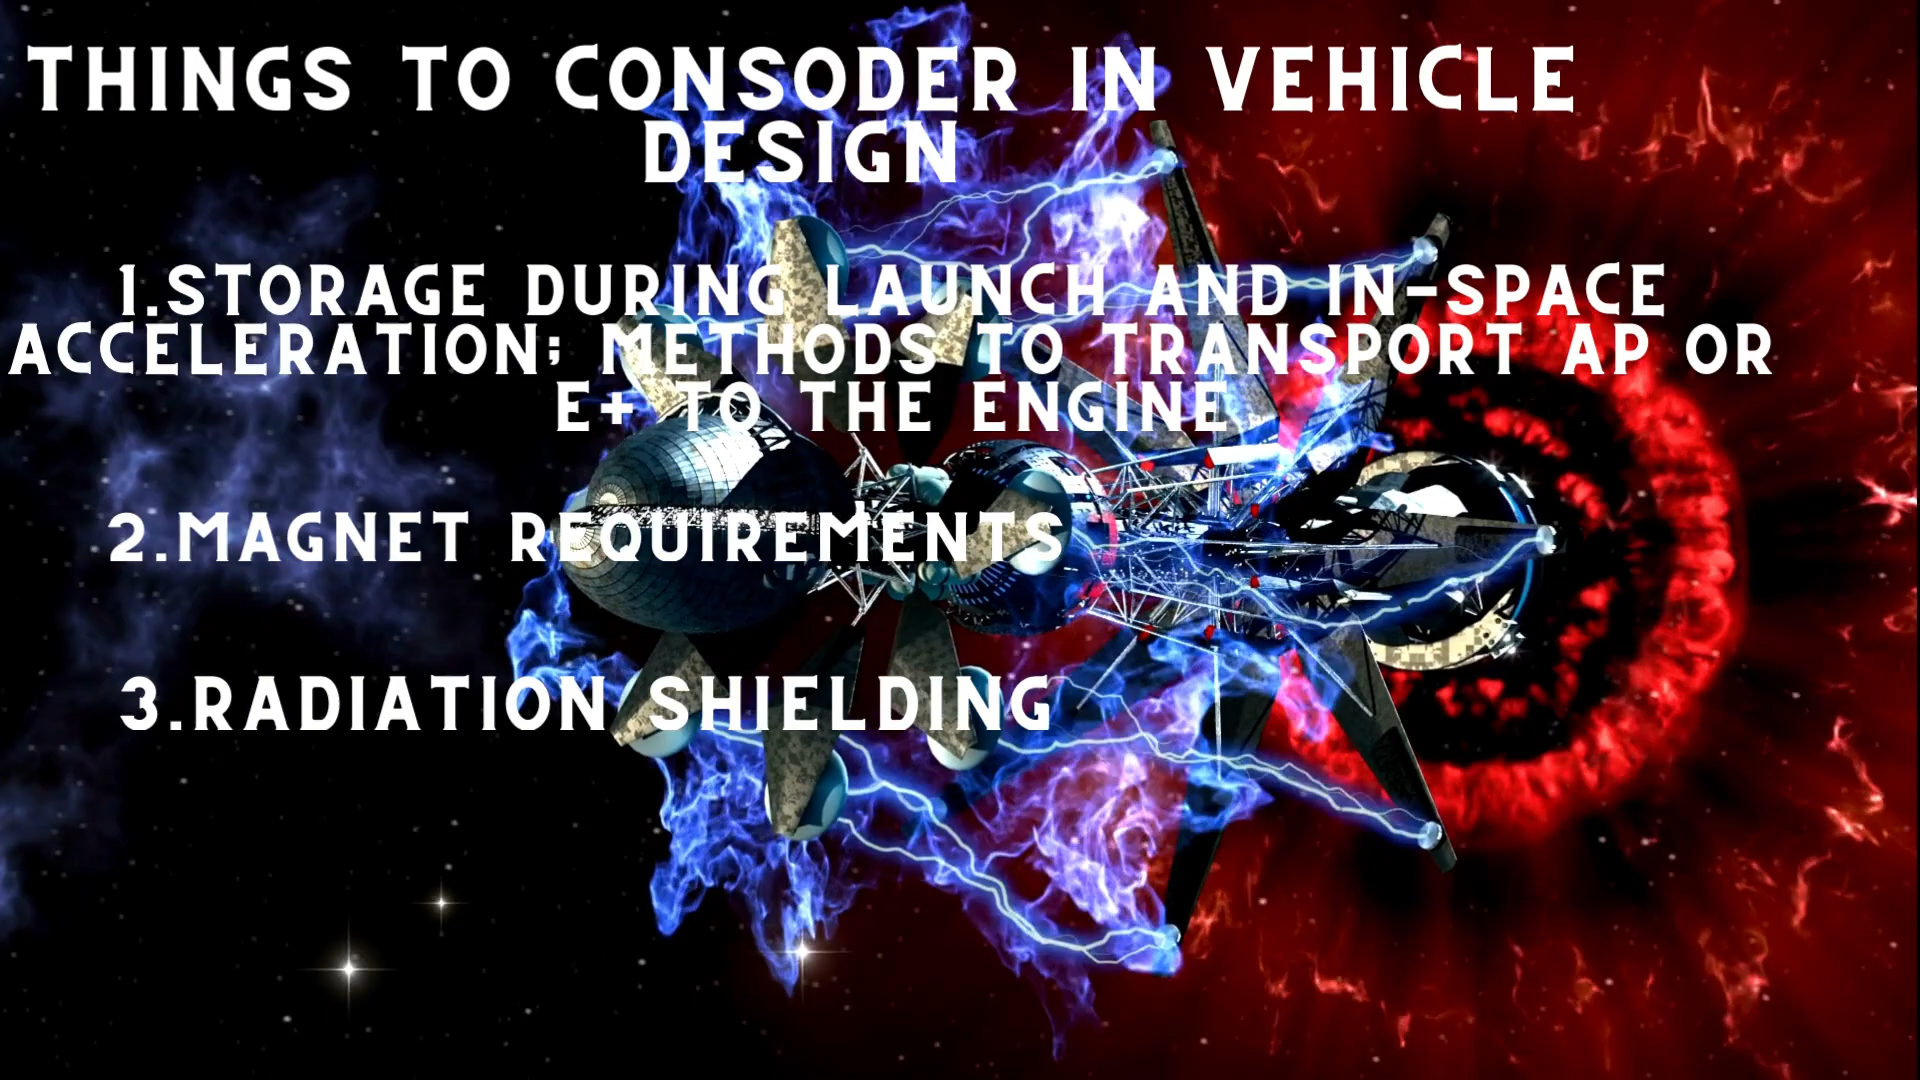 THINGS TO CONSODER IN VEHICLE
DESIGN
1.STORAGE DURING LAUNCH AND IN-SPACE
ACCELERATION; METHODS TO TRANSPORT AP OR
E+ TO THE ENGINE
2.MAGNET REQUIREMENTS
3.RADIATION SHIELDING